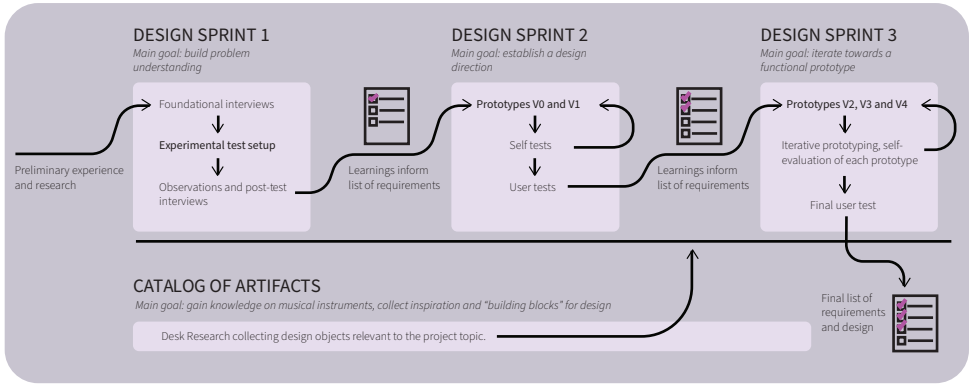 DESIGN SPRINT 1
Main goal: build problem
understanding
Foundational interviews
Experimental test setup
Observations and post-test
interviews
Preliminary experience
and research
Learnings inform
list of requirements
DESIGN SPRINT 2
Main goal: establish a design
direction
Prototypes V0 and V1
Self tests
User tests
Learnings inform
list of requirements
DESIGN SPRINT 3
Main goal: iterate towards a
functional prototype
Prototypes V2, V3 and V4
Iterative prototyping, self-
evaluation of each prototype
Final user test
Final list of
requirements
and design
CATALOG OF ARTIFACTS
Main goal: gain knowledge on musical instruments, collect inspiration and “building blocks” for design
Desk Research collecting design objects relevant to the project topic.